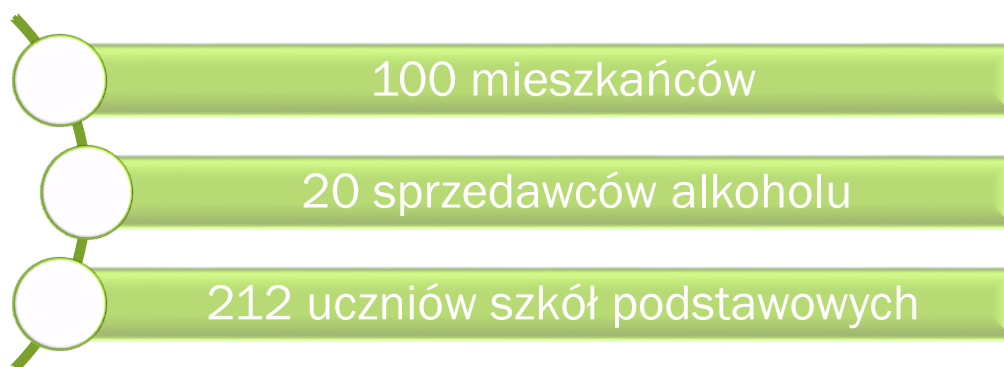 100 mieszkańców
20 sprzedawców alkoholu
212 uczniów szkół podstawowych